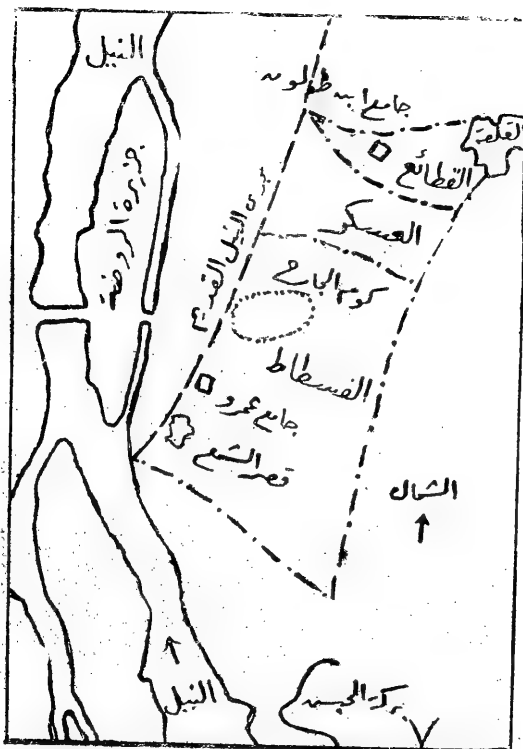 النيل
جامع ابن طولون
القلعة
القطائع
جزيرة الروضة
العسكر
مجرى النيل القديم
كوم الجارح
الفسطاط
جامع عمرو
قصر الشمع
الشمال
النيل
بركة الحبش